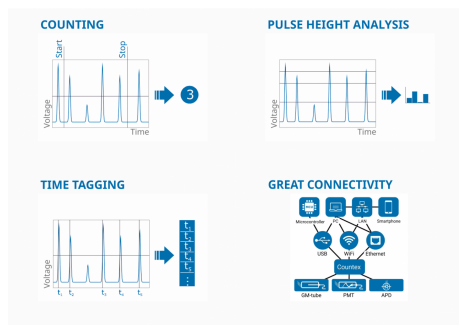 COUNTING
Start
Stop
Voltage
Time
3
PULSE HEIGHT ANALYSIS
Voltage
Time
TIME TAGGING
Voltage
t₁ t₂ t₃ t₄ t₅
t₁
t₂
t₃
t₄
t₅
⋮
GREAT CONNECTIVITY
Microcontroller
PC
LAN
Smartphone
USB
WiFi
Ethernet
Countex
GM-tube
PMT
APD